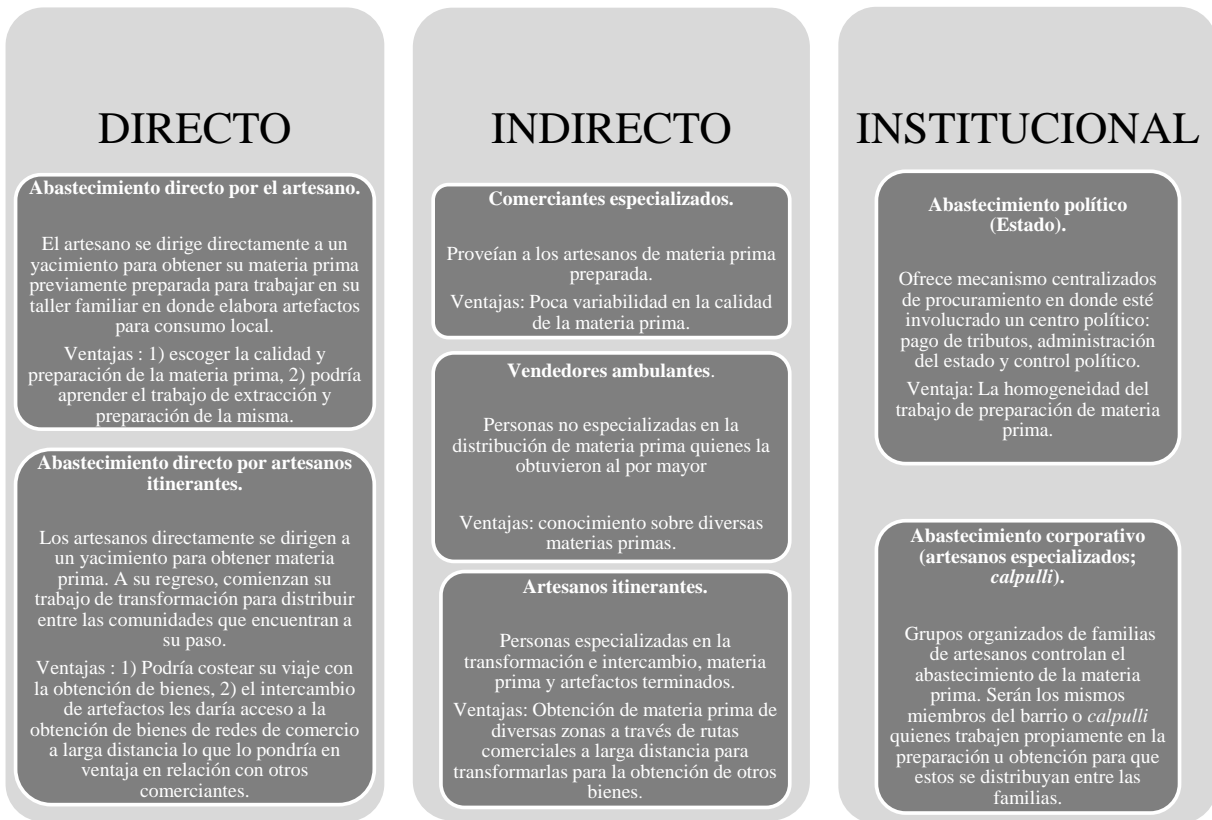 DIRECTO
Abastecimiento directo por el artesano.
El artesano se dirige directamente a un
yacimiento para obtener su materia prima
previamente preparada para trabajar en su
taller familiar en donde elabora artefactos
para consumo local.
Ventajas : 1) escoger la calidad y
preparación de la materia prima, 2) podría
aprender el trabajo de extracción y
preparación de la misma.
Abastecimiento directo por artesanos
itinerantes.
Los artesanos directamente se dirigen a
un yacimiento para obtener materia
prima. A su regreso, comienzan su
trabajo de transformación para distribuir
entre las comunidades que encuentran a
su paso.
Ventajas : 1) Podría costear su viaje con
la obtención de bienes, 2) el intercambio
de artefactos les daría acceso a la
obtención de bienes de redes de comercio
a larga distancia lo que lo pondría en
ventaja en relación con otros
comerciantes.
INDIRECTO
Comerciantes especializados.
Proveían a los artesanos de materia prima
preparada.
Ventajas: Poca variabilidad en la calidad
de la materia prima.
Vendedores ambulantes.
Personas no especializadas en la
distribución de materia prima quienes la
obtuvieron al por mayor
Ventajas: conocimiento sobre diversas
materias primas.
Artesanos itinerantes.
Personas especializadas en la
transformación e intercambio, materia
prima y artefactos terminados.
Ventajas: Obtención de materia prima de
diversas zonas a través de rutas
comerciales a larga distancia para
transformarlas para la obtención de otros
bienes.
INSTITUCIONAL
Abastecimiento político
(Estado).
Ofrece mecanismo centralizados
de procuramiento en donde esté
involucrado un centro político:
pago de tributos, administración
del estado y control político.
Ventaja: La homogeneidad del
trabajo de preparación de materia
prima.
Abastecimiento corporativo
(artesanos especializados;
calpulli).
Grupos organizados de familias
de artesanos controlan el
abastecimiento de la materia
prima. Serán los mismos
miembros del barrio o calpulli
quienes trabajen propiamente en la
preparación u obtención para que
estos se distribuyan entre las
familias.